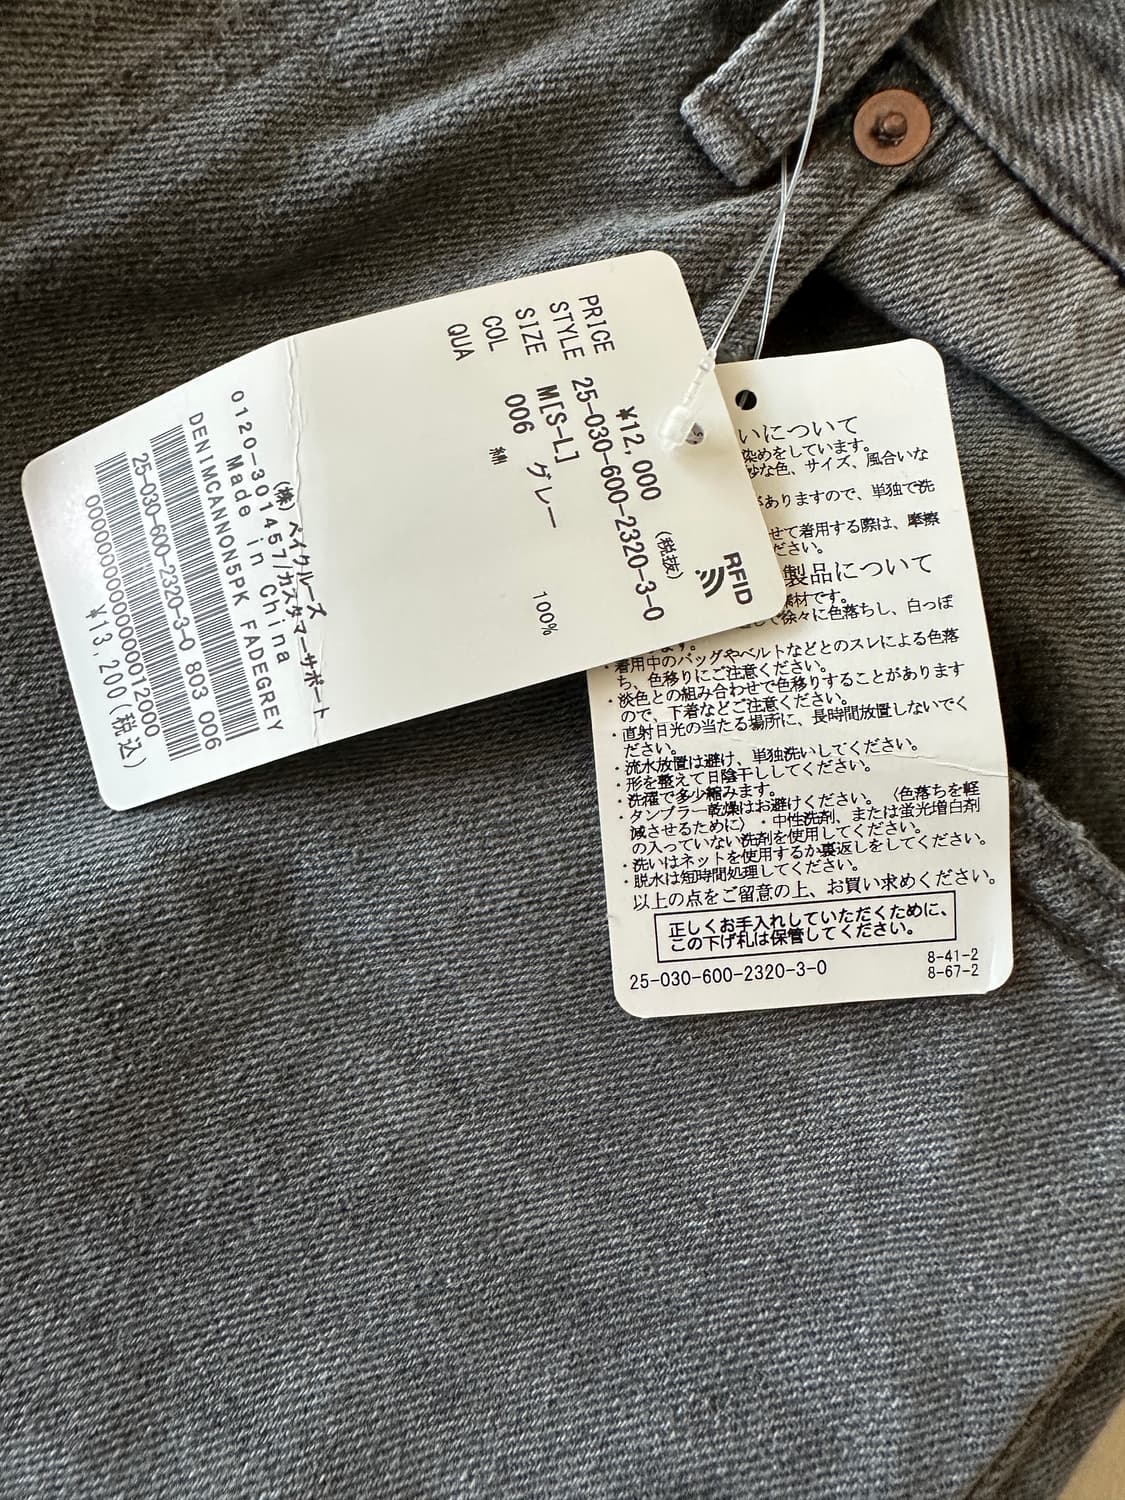 PRICE ¥12,000 (税抜)
STYLE 25-030-600-2320-3-0
SIZE M[S-L]
COL 006 グレー
QUA 綿 100%
RFID
(株) ベイクルーズ
0120-301457/カスタマーサポート
Made in China
DENIMCANNON5PK FADEGREY
25-030-600-2320-3-0 803 006
¥13,200(税込)
いについて
染めをしています。
色、サイズ、風合いな
がありますので、単独で洗
せて着用する際は、摩擦
ださい。
製品について
素材です。
て徐々に色落ちし、白っぽ
ます。
・着用中のバッグやベルトなどとのスレによる色落
ち、色移りにご注意ください。
・淡色との組み合わせで色移りすることがあります
ので、下着などご注意ください。
・直射日光の当たる場所に、長時間放置しないでく
ださい。
・流水放置は避け、単独洗いしてください。
・形を整えて日陰干ししてください。
・洗濯で多少縮みます。
・タンブラー乾燥はお避けください。〈色落ちを軽
減させるために〉・中性洗剤、または蛍光増白剤
の入っていない洗剤を使用してください。
・洗いはネットを使用するか裏返しをしてください。
・脱水は短時間処理してください。
以上の点をご留意の上、お買い求めください。
正しくお手入れしていただくために、
この下げ札は保管してください。
25-030-600-2320-3-0
8-41-2
8-67-2